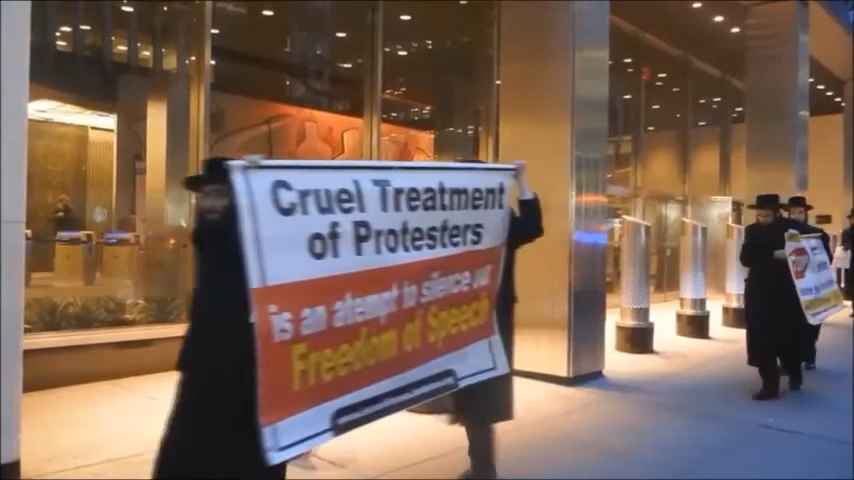 Cruel Treatment
of Protesters
is an atempt to silence our
Freedom of Speech